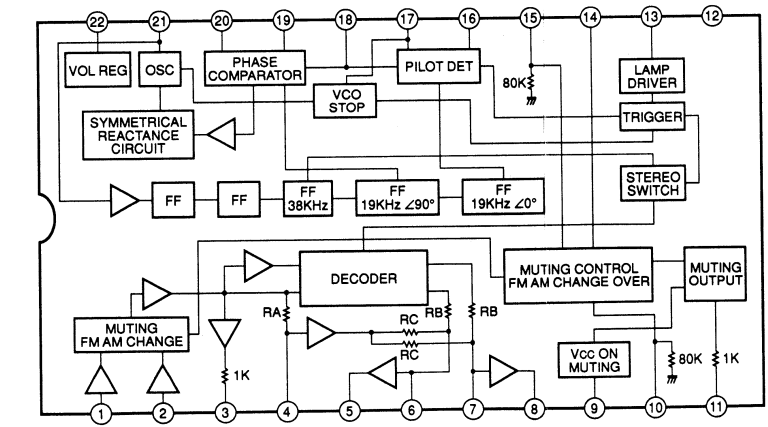 22 21 20 19 18 17 16 15 14 13 12
VOL REG
OSC
PHASE
COMPARATOR
PILOT DET
80K
LAMP
DRIVER
VCO
STOP
TRIGGER
SYMMETRICAL
REACTANCE
CIRCUIT
FF
FF
FF
38KHz
FF
19KHz ∠90°
FF
19KHz ∠0°
STEREO
SWITCH
DECODER
MUTING CONTROL
FM AM CHANGE OVER
MUTING
OUTPUT
RA
RB
RB
RC
RC
MUTING
FM AM CHANGE
1K
VCC ON
MUTING
80K
1K
1 2 3 4 5 6 7 8 9 10 11